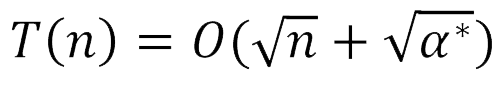 T(n) = O(√n + √α*)